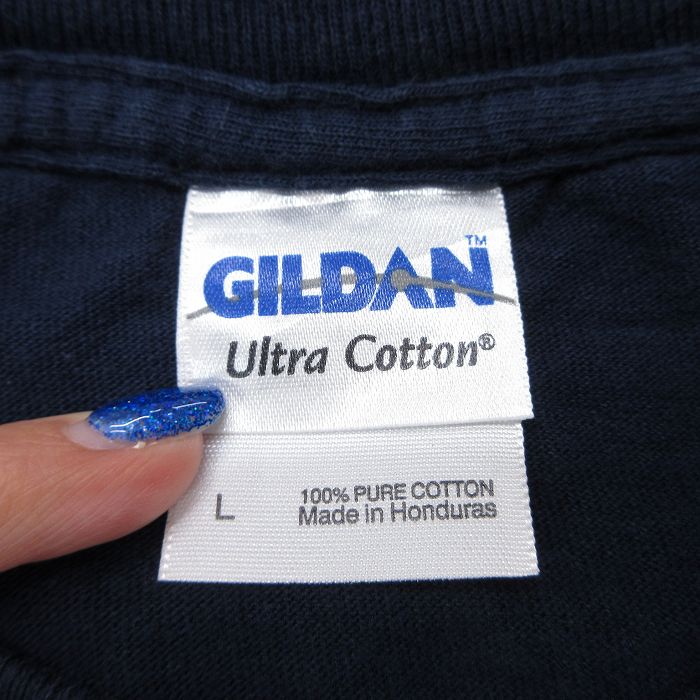 GILDAN™
Ultra Cotton®
L
100% PURE COTTON
Made in Honduras